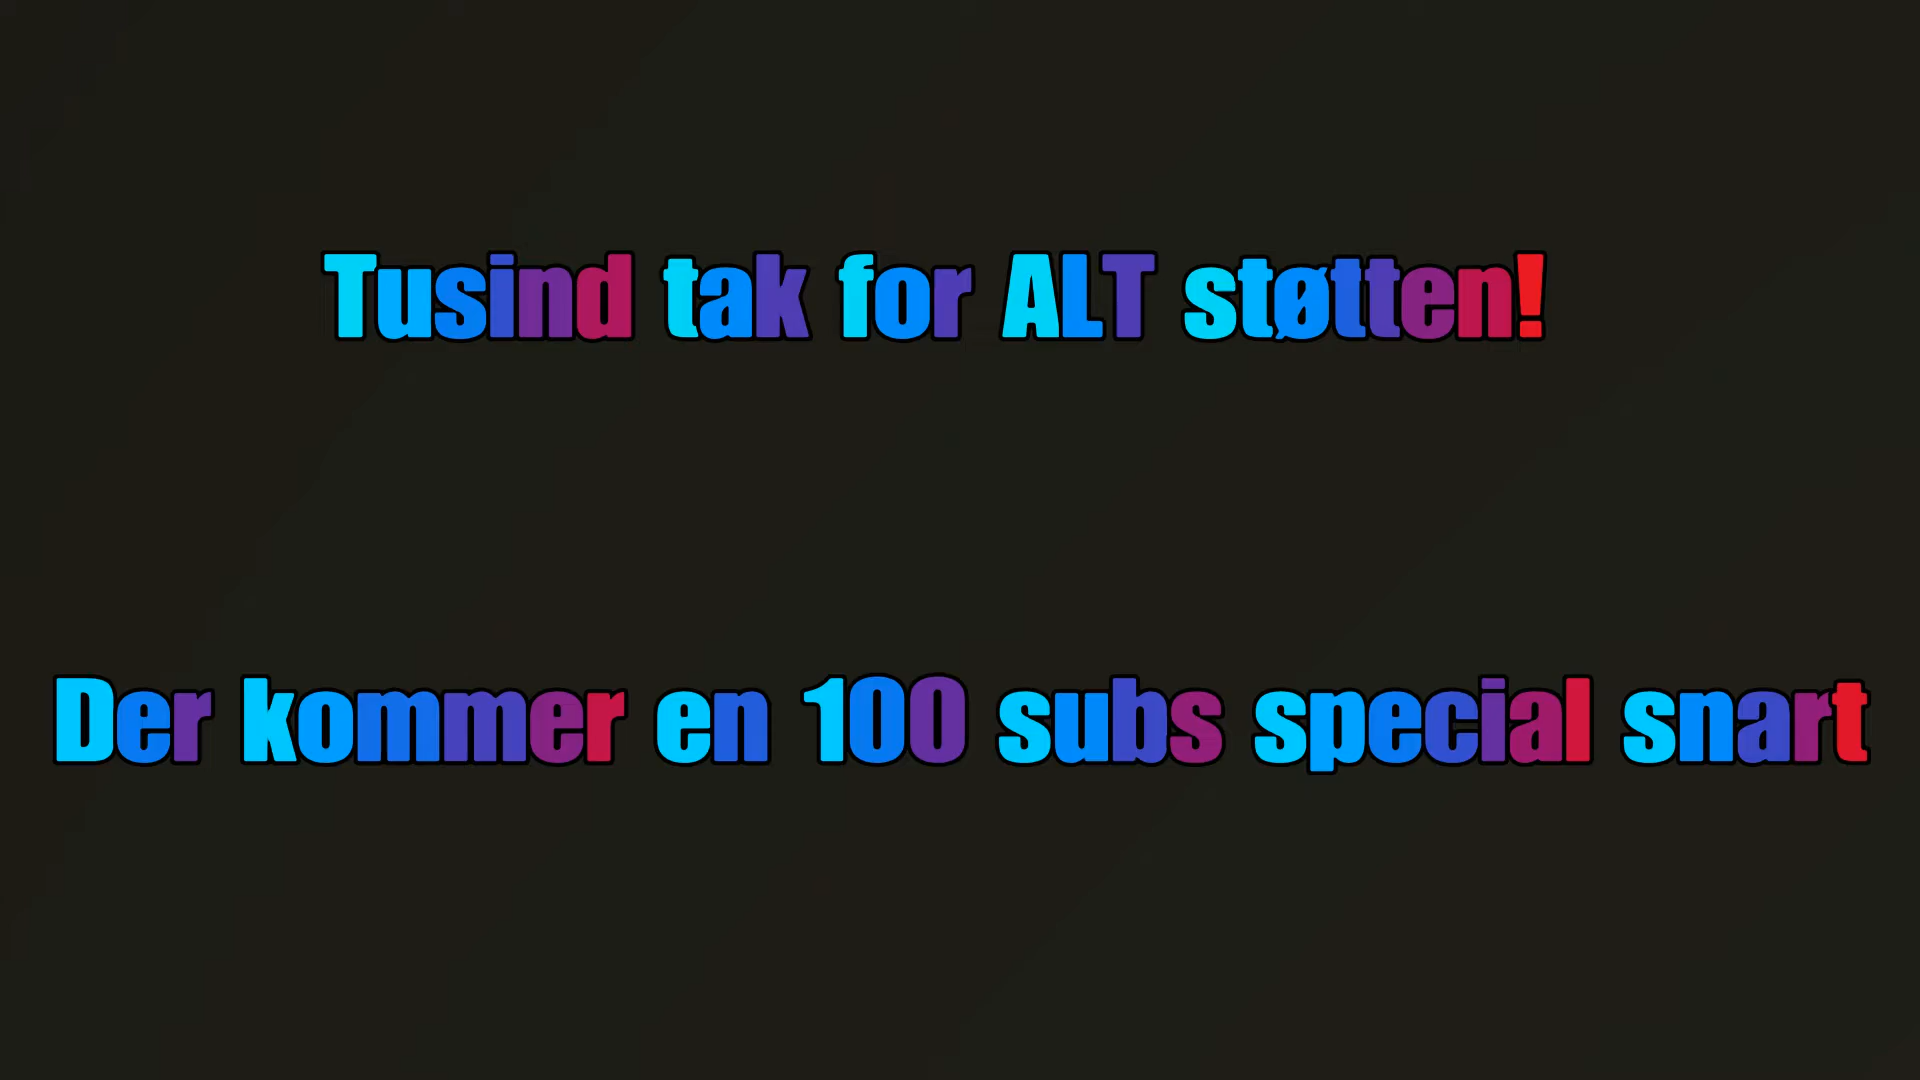 Tusind tak for ALT støtten!
Der kommer en 100 subs special snart